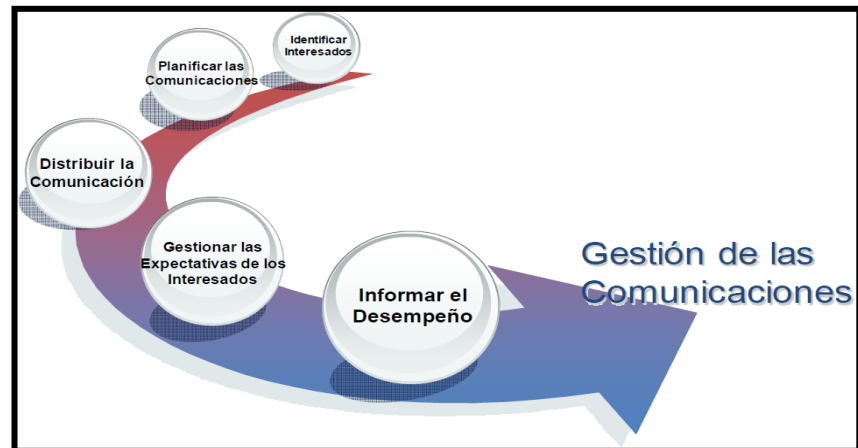 Identificar
Interesados
Planificar las
Comunicaciones
Distribuir la
Comunicación
Gestionar las
Expectativas de los
Interesados
Informar el
Desempeño
Gestión de las
Comunicaciones